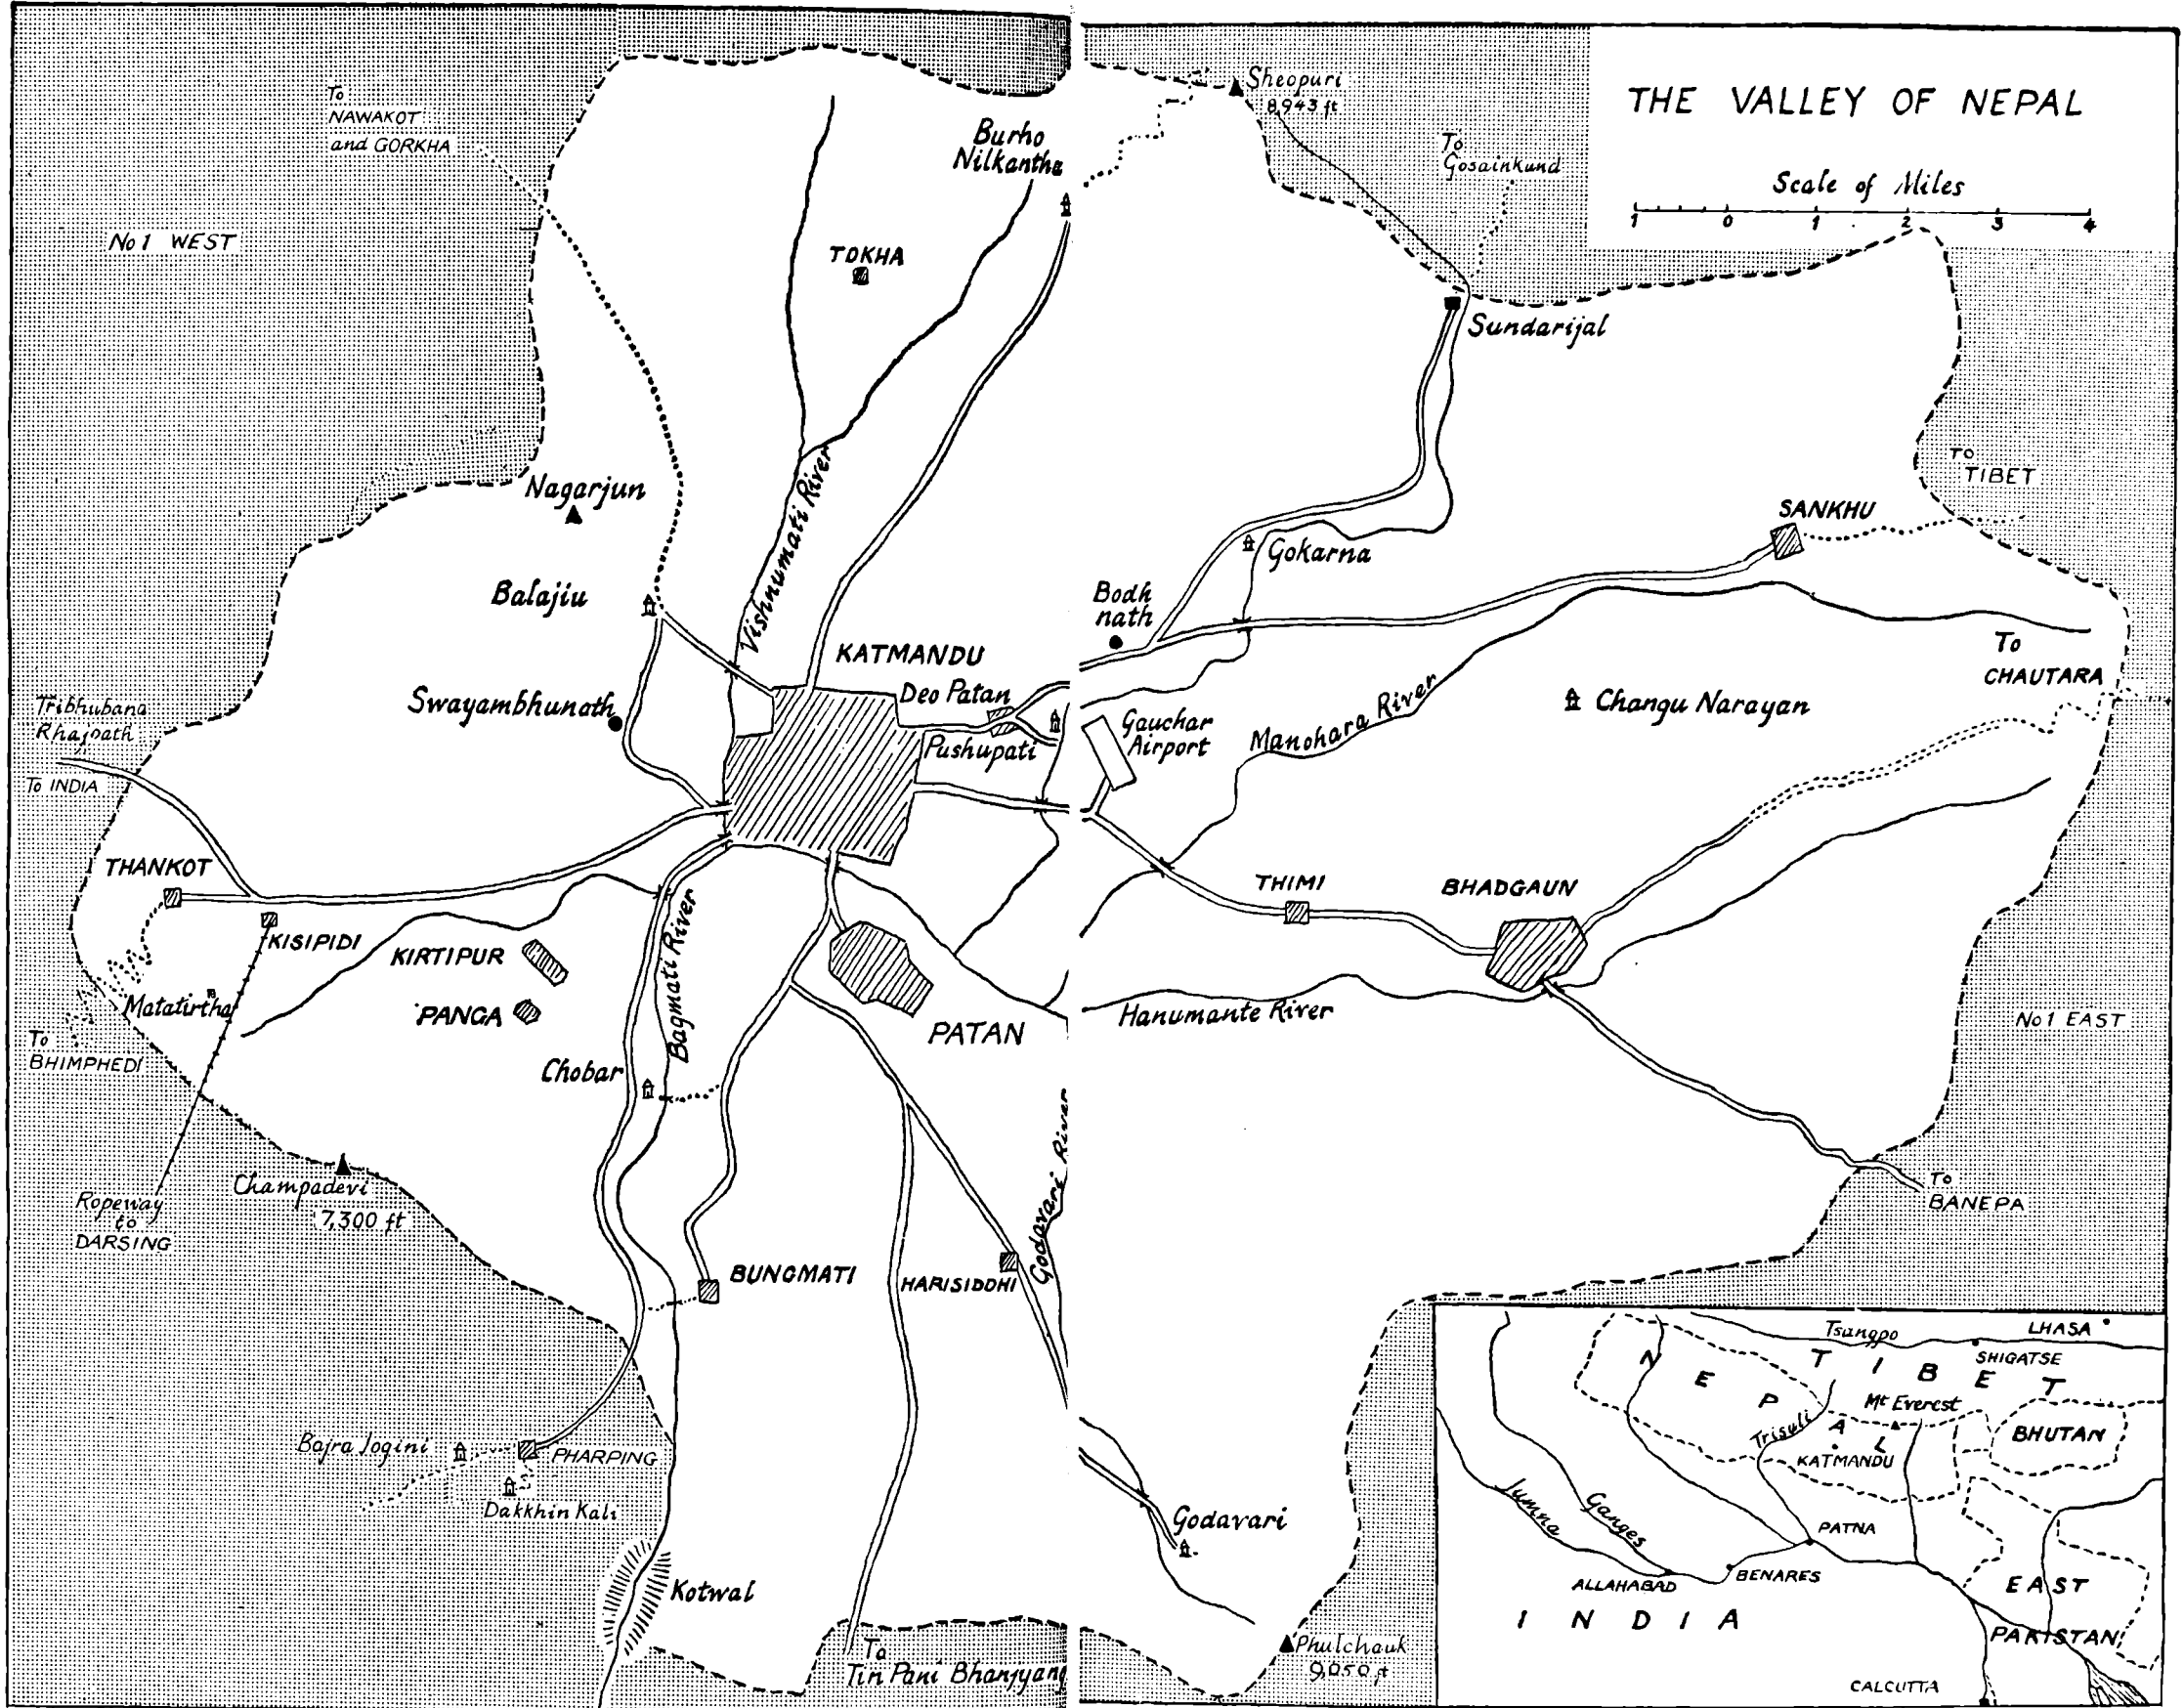 THE VALLEY OF NEPAL
Scale of Miles
1 0 1 2 3 4
To
NAWAKOT
and GORKHA
No 1 WEST
Burho
Nilkantha
Sheopuri
8,943 ft
To
Gosainkund
TOKHA
Sundarijal
Nagarjun
Vishnumati River
To
TIBET
SANKHU
Gokarna
Balajiu
Bodh
nath
KATMANDU
To
CHAUTARA
Swayambhunath
Deo Patan
Pushupati
Gauchar
Airport
Manohara River
Changu Narayan
Tribhubana
Rhajpath
To INDIA
THANKOT
KISIPIDI
KIRTIPUR
PANGA
Matatirtha
To
BHIMPHEDI
Bagmati River
THIMI
BHADGAUN
PATAN
Hanumante River
No 1 EAST
Chobar
Champadevi
7,300 ft
Ropeway
to
DARSING
Godavari River
To
BANEPA
BUNGMATI
HARISIDDHI
Bajra Jogini
PHARPING
Dakkhin Kali
Kotwal
Godavari
To
Tin Pani Bhanjyang
Phulchauk
9,050 ft
Tsangpo
LHASA
SHIGATSE
TIBET
NEPAL
Mt Everest
Trisuli
KATMANDU
BHUTAN
Jumna
Ganges
PATNA
BENARES
ALLAHABAD
INDIA
EAST
PAKISTAN
CALCUTTA